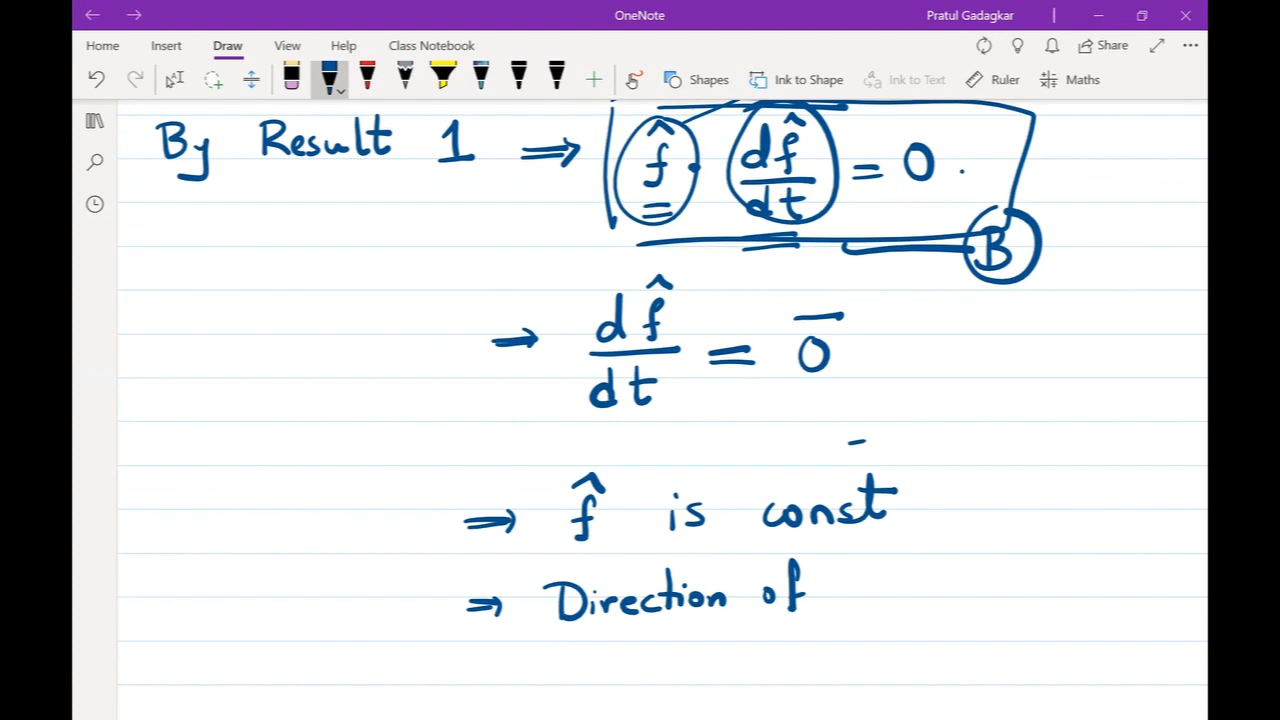 OneNote Pratul Gadagkar
Home Insert Draw View Help Class Notebook Share
Shapes Ink to Shape Ink to Text Ruler Maths
By Result 1 ⇒ f̂ · df̂/dt = 0.
B
⇒ df̂/dt = 0̅
⇒ f̂ is const
⇒ Direction of